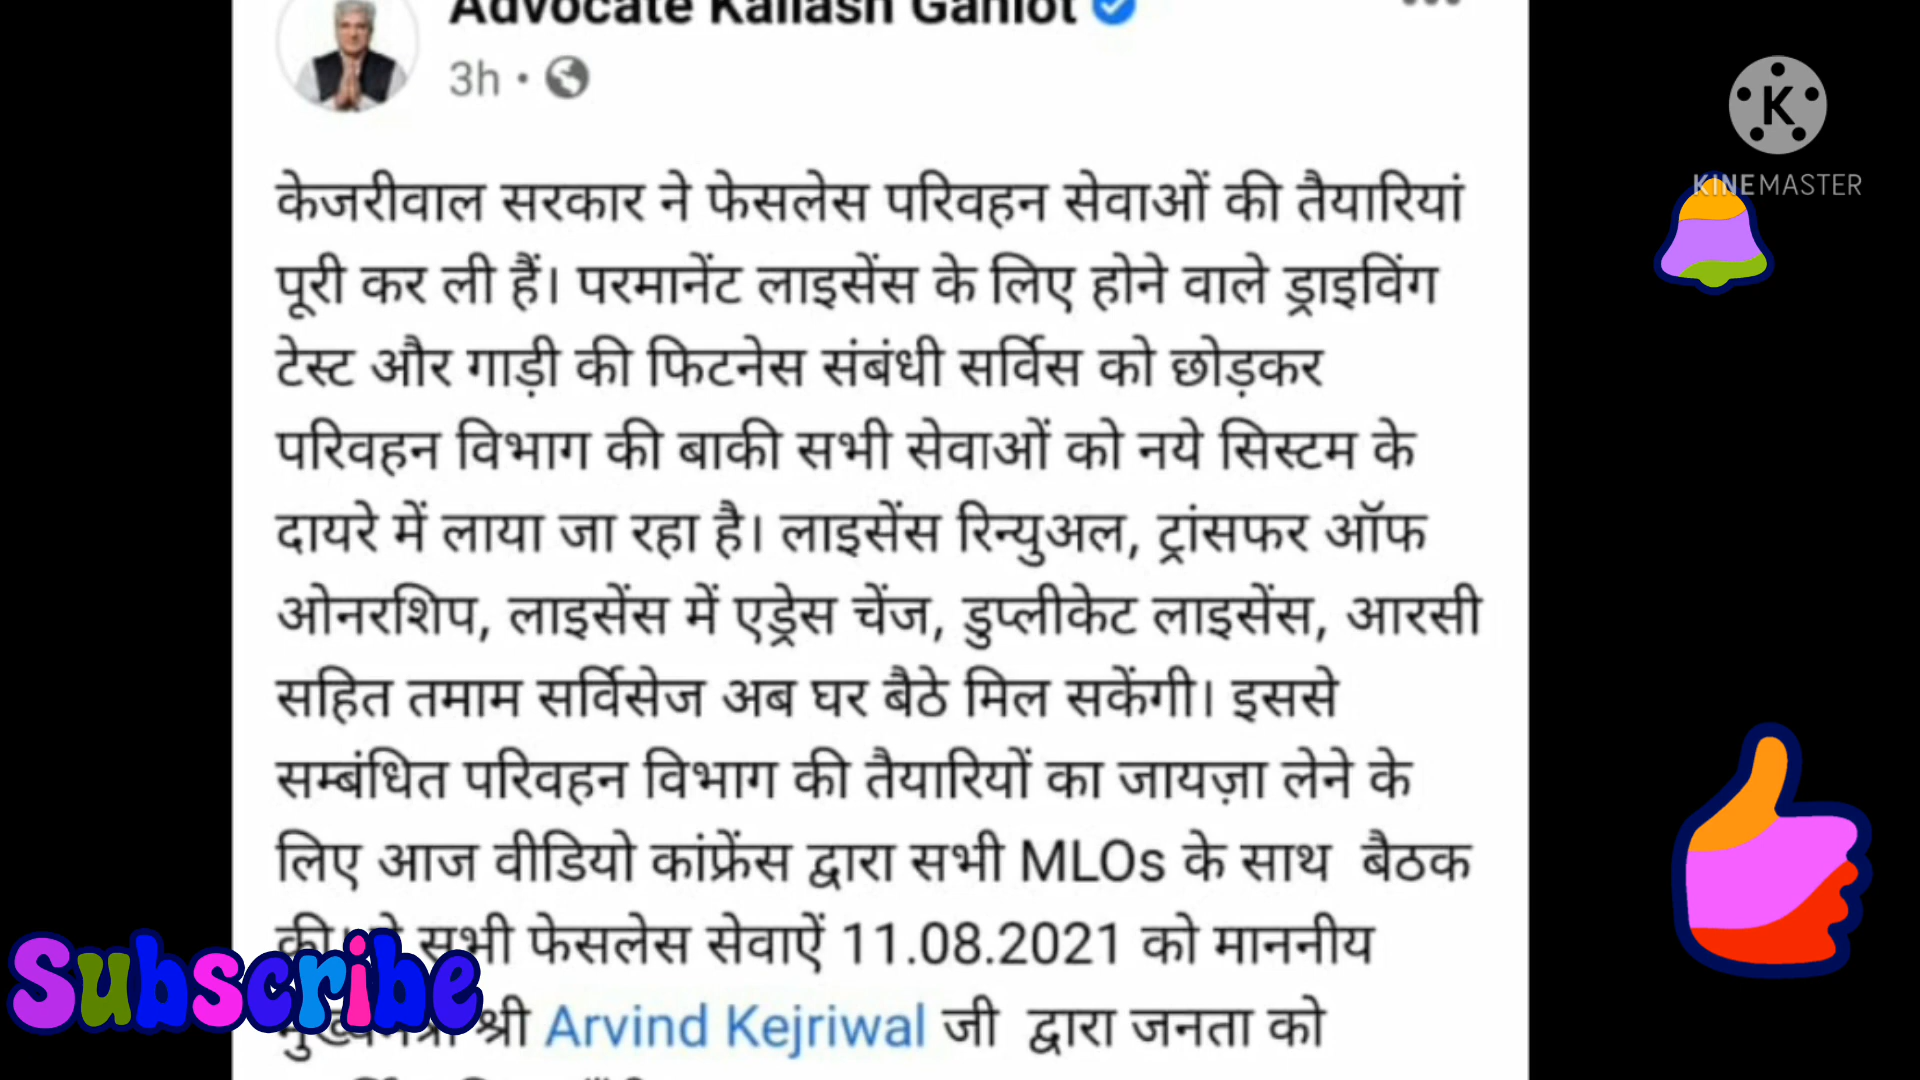 Advocate Kailash Gahlot
3h
केजरीवाल सरकार ने फेसलेस परिवहन सेवाओं की तैयारियां
पूरी कर ली हैं। परमानेंट लाइसेंस के लिए होने वाले ड्राइविंग
टेस्ट और गाड़ी की फिटनेस संबंधी सर्विस को छोड़कर
परिवहन विभाग की बाकी सभी सेवाओं को नये सिस्टम के
दायरे में लाया जा रहा है। लाइसेंस रिन्युअल, ट्रांसफर ऑफ
ओनरशिप, लाइसेंस में एड्रेस चेंज, डुप्लीकेट लाइसेंस, आरसी
सहित तमाम सर्विसेज अब घर बैठे मिल सकेंगी। इससे
सम्बंधित परिवहन विभाग की तैयारियों का जायज़ा लेने के
लिए आज वीडियो कांफ्रेंस द्वारा सभी MLOs के साथ बैठक
की। सभी फेसलेस सेवाऐं 11.08.2021 को माननीय
श्री Arvind Kejriwal जी द्वारा जनता को
Subscribe
K
KINEMASTER